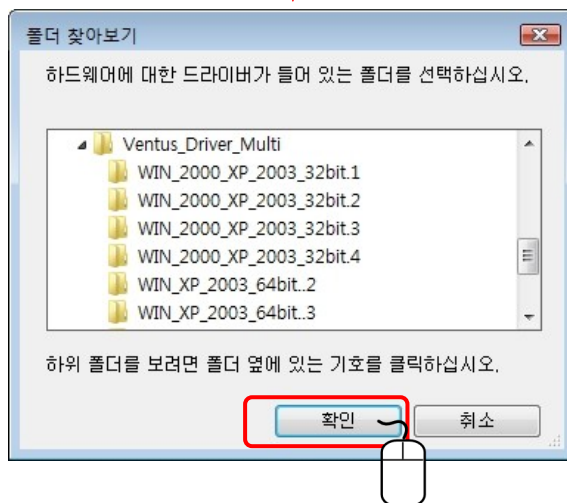 폴더 찾아보기
하드웨어에 대한 드라이버가 들어 있는 폴더를 선택하십시오.
Ventus_Driver_Multi
WIN_2000_XP_2003_32bit.1
WIN_2000_XP_2003_32bit.2
WIN_2000_XP_2003_32bit.3
WIN_2000_XP_2003_32bit.4
WIN_XP_2003_64bit..2
WIN_XP_2003_64bit..3
하위 폴더를 보려면 폴더 옆에 있는 기호를 클릭하십시오.
확인 취소